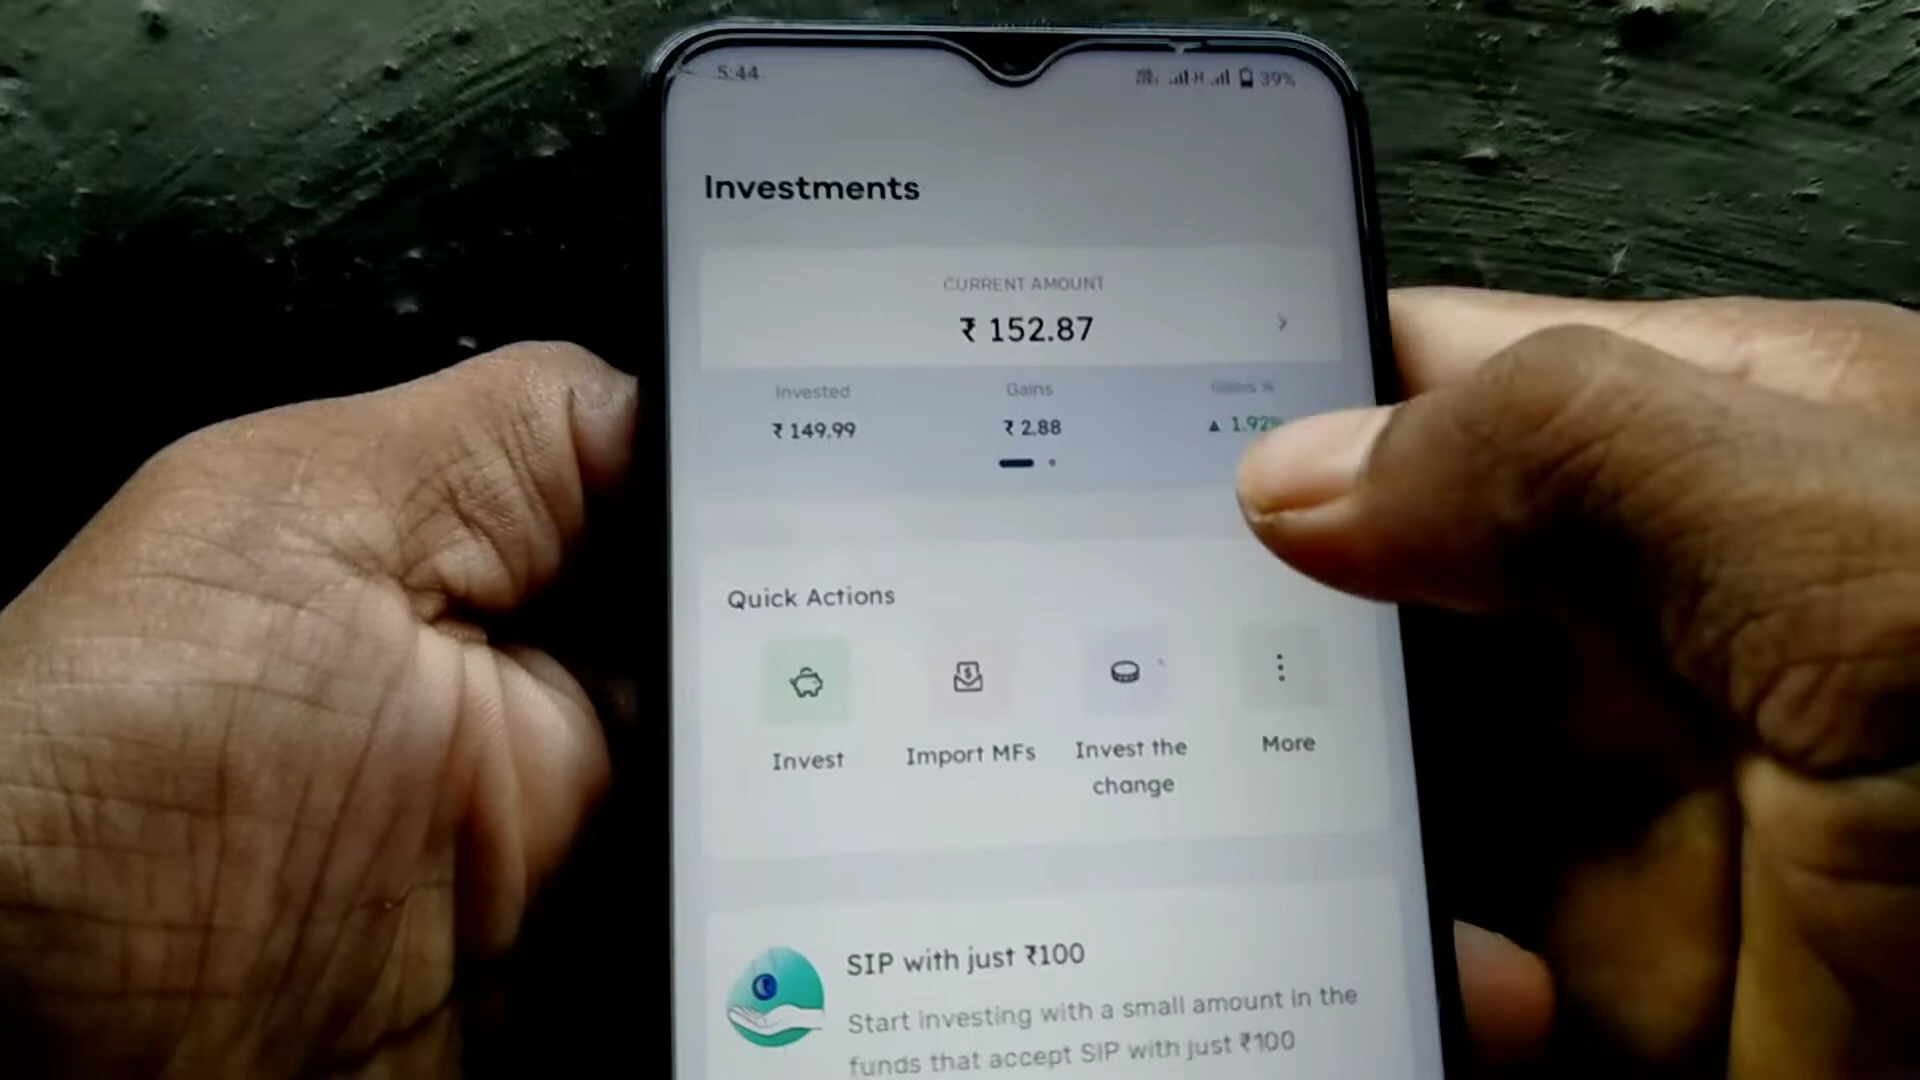 5:44
39%
Investments
CURRENT AMOUNT
₹ 152.87
Invested
Gains
Gains %
₹ 149.99
₹ 2.88
▲ 1.92%
Quick Actions
Invest
Import MFs
Invest the
change
More
SIP with just ₹100
Start investing with a small amount in the
funds that accept SIP with just ₹100